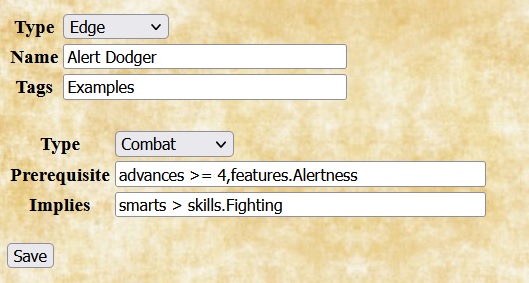 Type Edge
Name Alert Dodger
Tags Examples
Type Combat
Prerequisite advances >= 4,features.Alertness
Implies smarts > skills.Fighting
Save